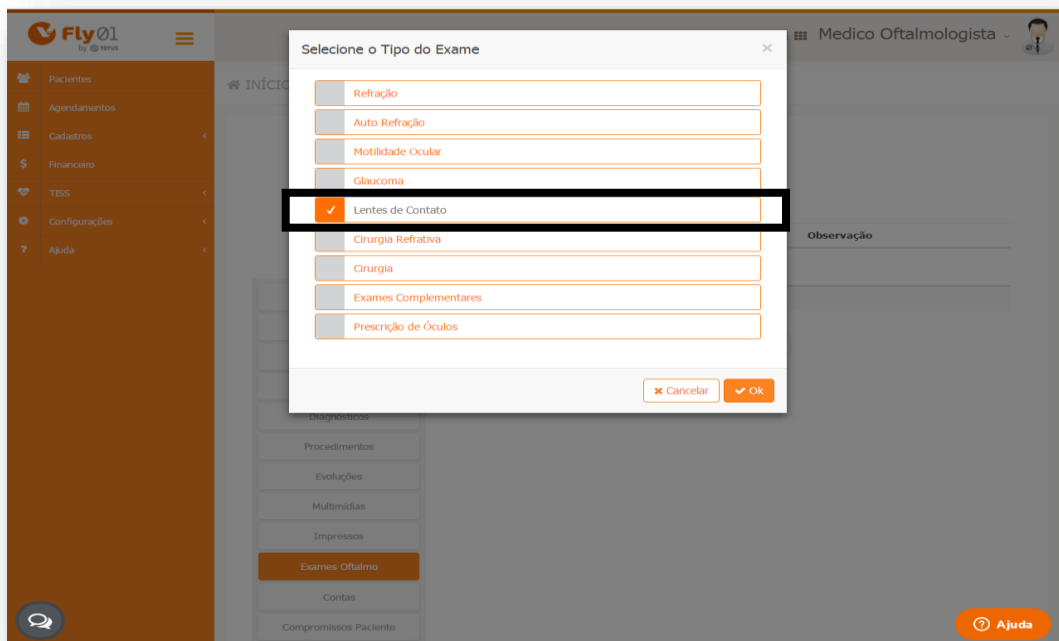 Fly01
by totvs
Medico Oftalmologista
Pacientes
Agendamentos
Cadastros
Financeiro
TISS
Configurações
Ajuda
INÍCIO
Selecione o Tipo do Exame
Refração
Auto Refração
Motilidade Ocular
Glaucoma
Lentes de Contato
Cirurgia Refrativa
Cirurgia
Exames Complementares
Prescrição de Óculos
Cancelar
Ok
Observação
Diagnósticos
Procedimentos
Evoluções
Multimídias
Impressos
Exames Oftalmo
Contas
Compromissos Paciente
Ajuda